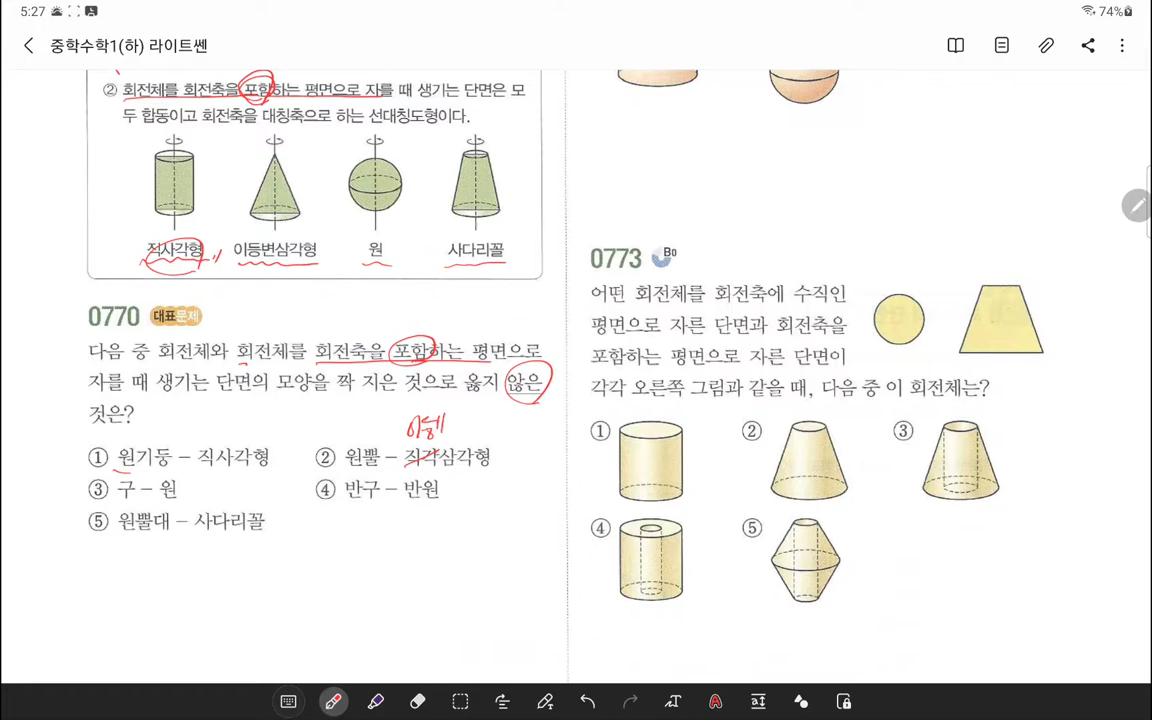 5:27
74%
중학수학1(하) 라이트쎈
② 회전체를 회전축을 포함하는 평면으로 자를 때 생기는 단면은 모
두 합동이고 회전축을 대칭축으로 하는 선대칭도형이다.
직사각형 이등변삼각형 원 사다리꼴
0770 대표문제
다음 중 회전체와 회전체를 회전축을 포함하는 평면으로
자를 때 생기는 단면의 모양을 짝 지은 것으로 옳지 않은
것은?
① 원기둥 - 직사각형 ② 원뿔 - 직각삼각형
③ 구 - 원 ④ 반구 - 반원
⑤ 원뿔대 - 사다리꼴
0773 B0
어떤 회전체를 회전축에 수직인
평면으로 자른 단면과 회전축을
포함하는 평면으로 자른 단면이
각각 오른쪽 그림과 같을 때, 다음 중 이 회전체는?
① ② ③
④ ⑤